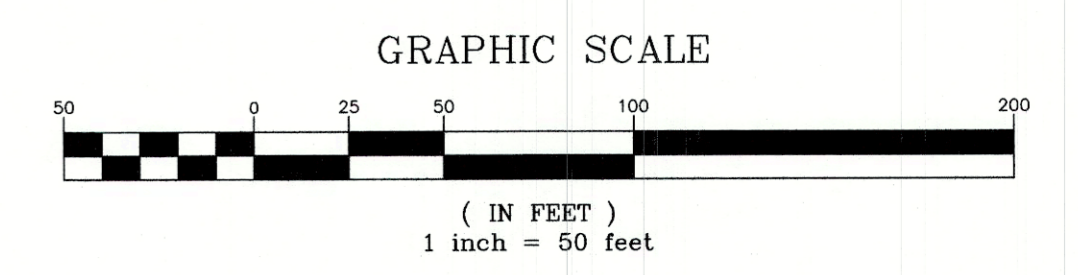 GRAPHIC SCALE
50 0 25 50 100 200
( IN FEET )
1 inch = 50 feet